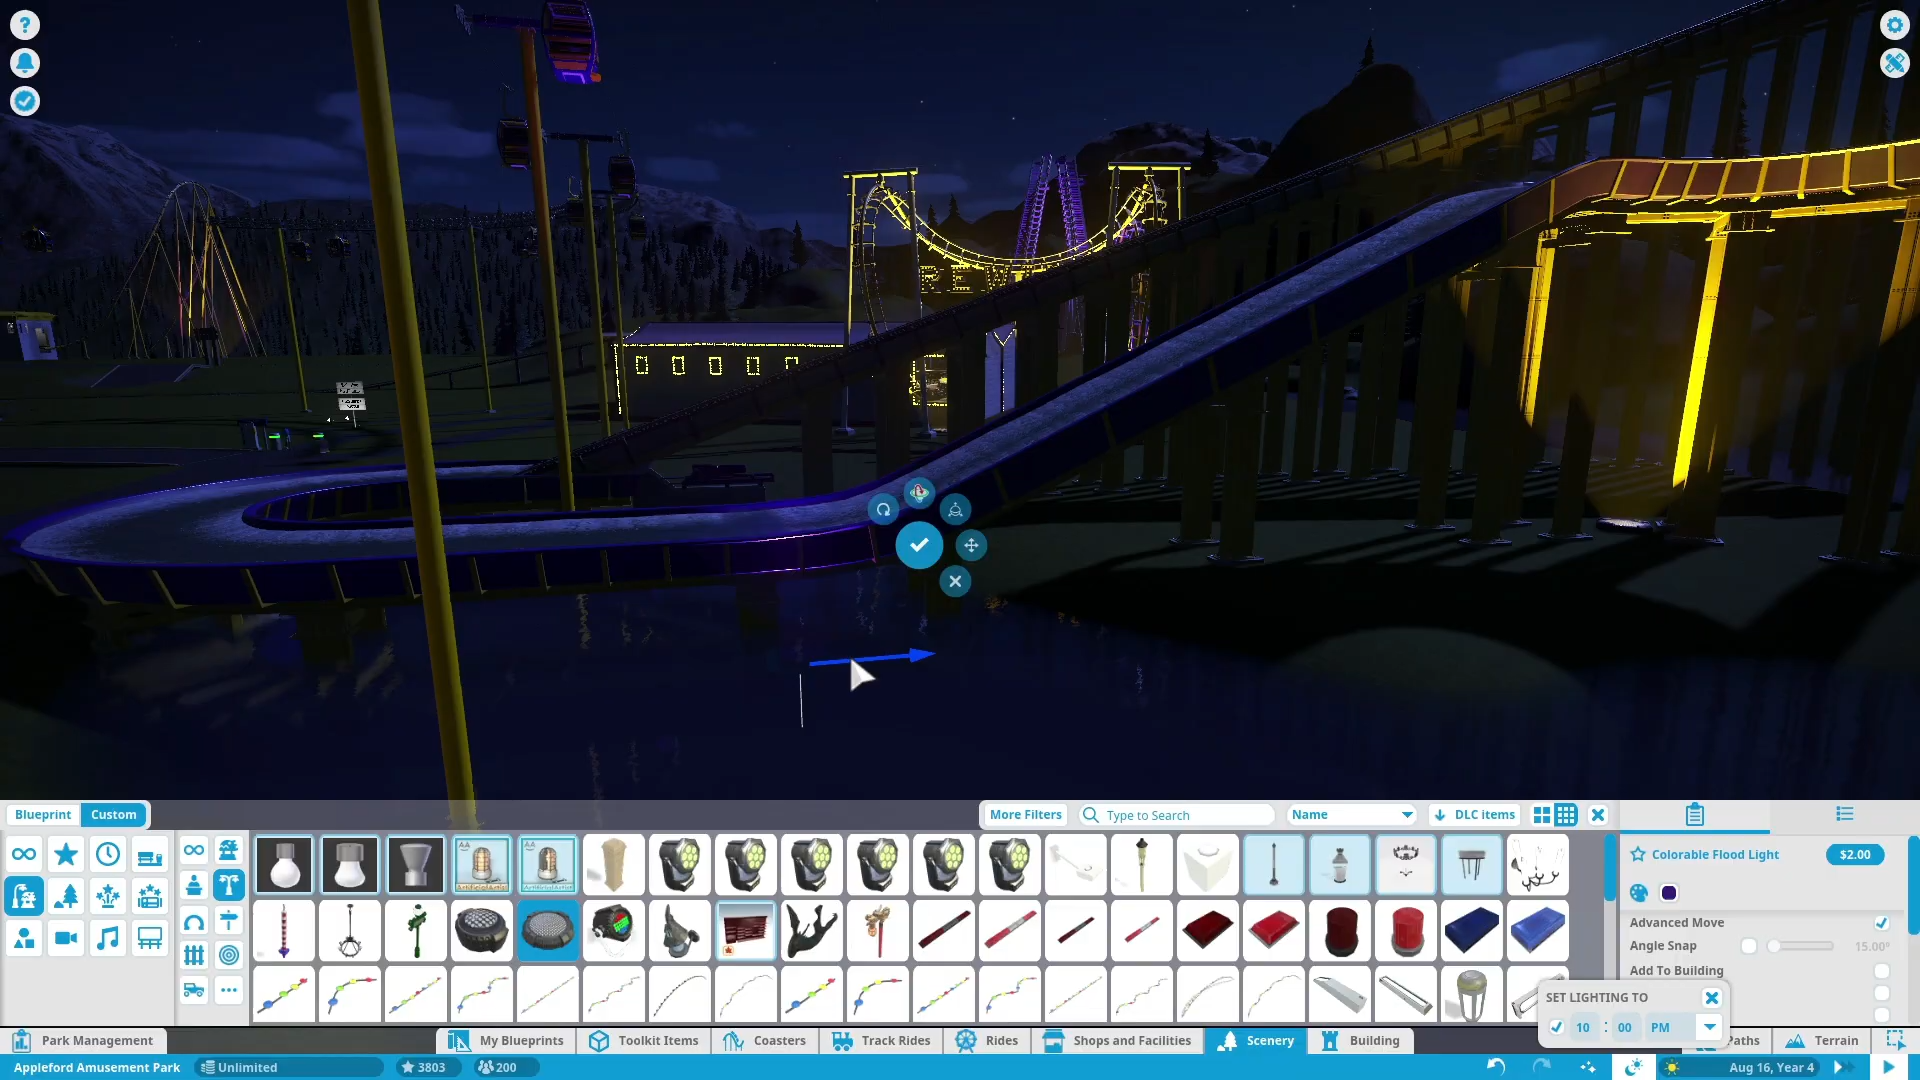 ?
REW
Blueprint
Custom
More Filters
Type to Search
Name
DLC items
AA
AA
Colorable Flood Light
$2.00
Advanced Move
Angle Snap
15.00°
Add To Building
SET LIGHTING TO
10 : 00 PM
Park Management
My Blueprints
Toolkit Items
Coasters
Track Rides
Rides
Shops and Facilities
Scenery
Building
Paths
Terrain
Appleford Amusement Park
Unlimited
3803
200
Aug 16, Year 4